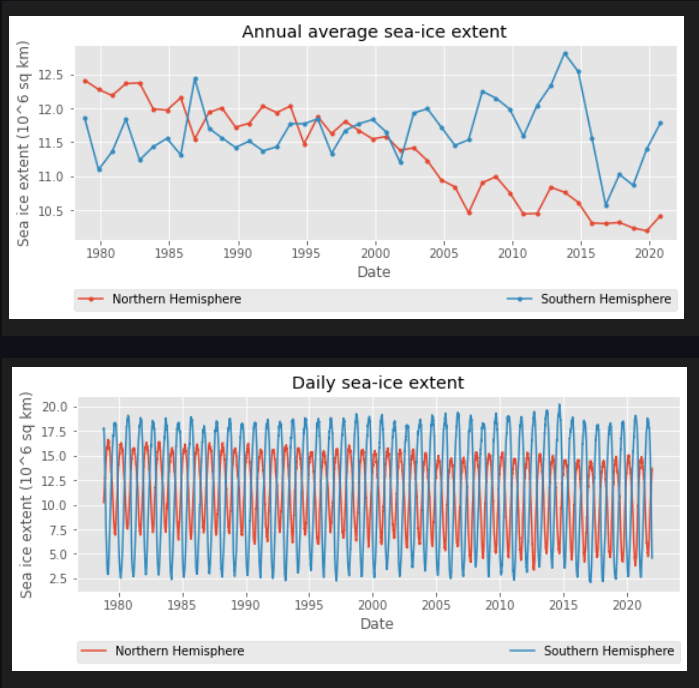 Annual average sea-ice extent
Sea ice extent (10^6 sq km)
12.5
12.0
11.5
11.0
10.5
1980 1985 1990 1995 2000 2005 2010 2015 2020
Date
Northern Hemisphere Southern Hemisphere
Daily sea-ice extent
Sea ice extent (10^6 sq km)
20.0
17.5
15.0
12.5
10.0
7.5
5.0
2.5
1980 1985 1990 1995 2000 2005 2010 2015 2020
Date
Northern Hemisphere Southern Hemisphere